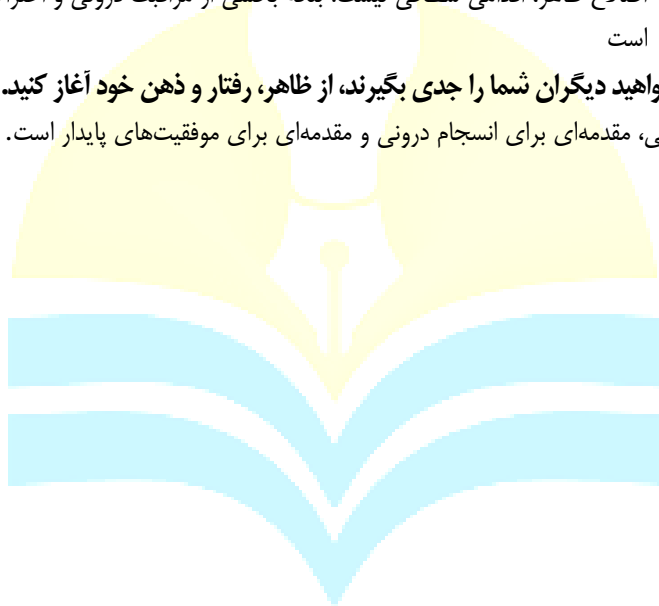 است
واهید دیگران شما را جدی بگیرند، از ظاهر، رفتار و ذهن خود آغاز کنید.
ی، مقدمه‌ای برای انسجام درونی و مقدمه‌ای برای موفقیت‌های پایدار است.